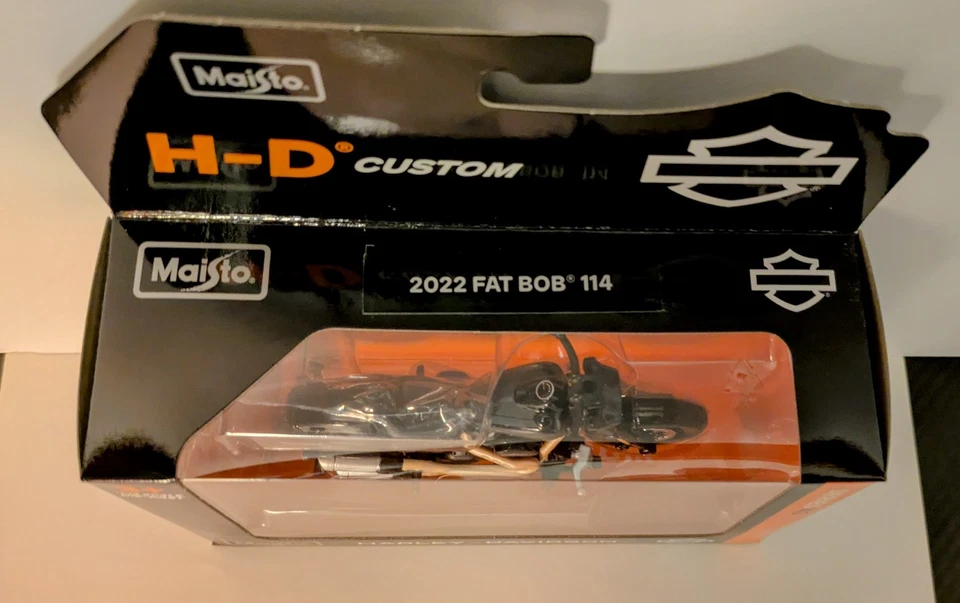 Maisto®
H-D® CUSTOM
Maisto®
2022 FAT BOB® 114